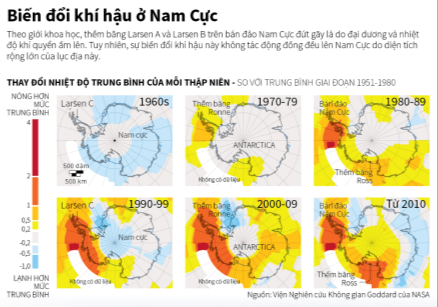 Biến đổi khí hậu ở Nam Cực
Theo giới khoa học, thềm băng Larsen A và Larsen B trên bán đảo Nam Cực đứt gãy là do đại dương và nhiệt
độ khí quyển ấm lên. Tuy nhiên, sự biến đổi khí hậu này không tác động đồng đều lên Nam Cực do diện tích
rộng lớn của lục địa này.
THAY ĐỔI NHIỆT ĐỘ TRUNG BÌNH CỦA MỖI THẬP NIÊN - SO VỚI TRUNG BÌNH GIAI ĐOẠN 1951-1980
NÓNG HƠN
MỨC
TRUNG BÌNH
4
2
1
0,5
0,2
-0,2
-0,5
-1,0
LẠNH HƠN
MỨC
TRUNG BÌNH
Larsen C
1960s
Nam cực
500 dặm
500 km
Thềm băng
Ronne
1970-79
ANTARCTICA
Không có dữ liệu
Bán đảo
Nam Cực
1980-89
Thềm băng
Ross
Larsen C
1990-99
Nam cực
Không có dữ liệu
Thềm băng
Ronne
2000-09
ANTARCTICA
Không có dữ liệu
Bán đảo
Nam Cực
Từ 2010
Thềm băng
Ross
Nguồn: Viện Nghiên cứu Không gian Goddard của NASA